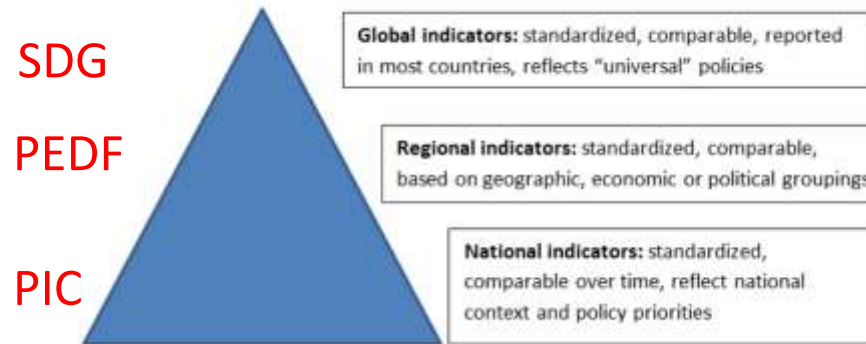 SDG
Global indicators: standardized, comparable, reported
in most countries, reflects “universal” policies
PEDF
Regional indicators: standardized, comparable,
based on geographic, economic or political groupings
PIC
National indicators: standardized,
comparable over time, reflect national
context and policy priorities